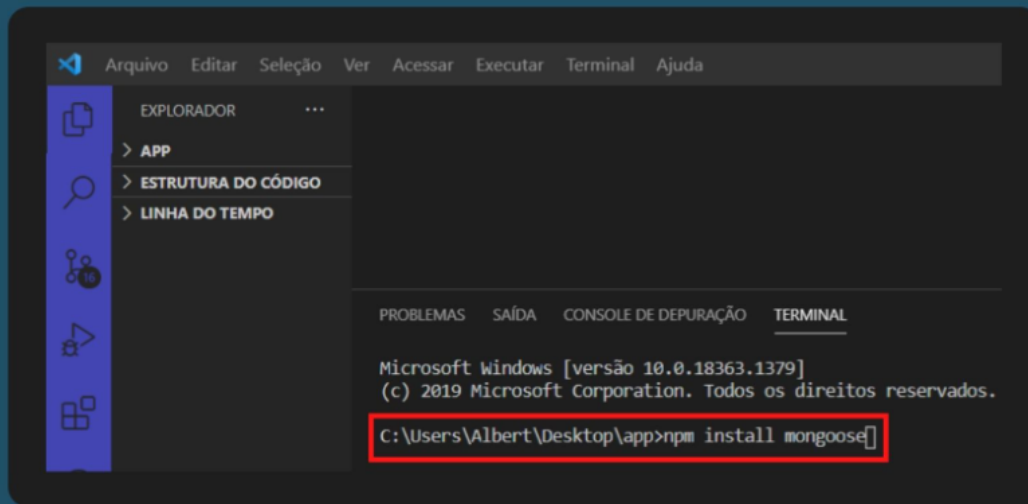 Arquivo Editar Seleção Ver Acessar Executar Terminal Ajuda
EXPLORADOR ...
> APP
> ESTRUTURA DO CÓDIGO
> LINHA DO TEMPO
16
PROBLEMAS SAÍDA CONSOLE DE DEPURAÇÃO TERMINAL
Microsoft Windows [versão 10.0.18363.1379]
(c) 2019 Microsoft Corporation. Todos os direitos reservados.
C:\Users\Albert\Desktop\app>npm install mongoose